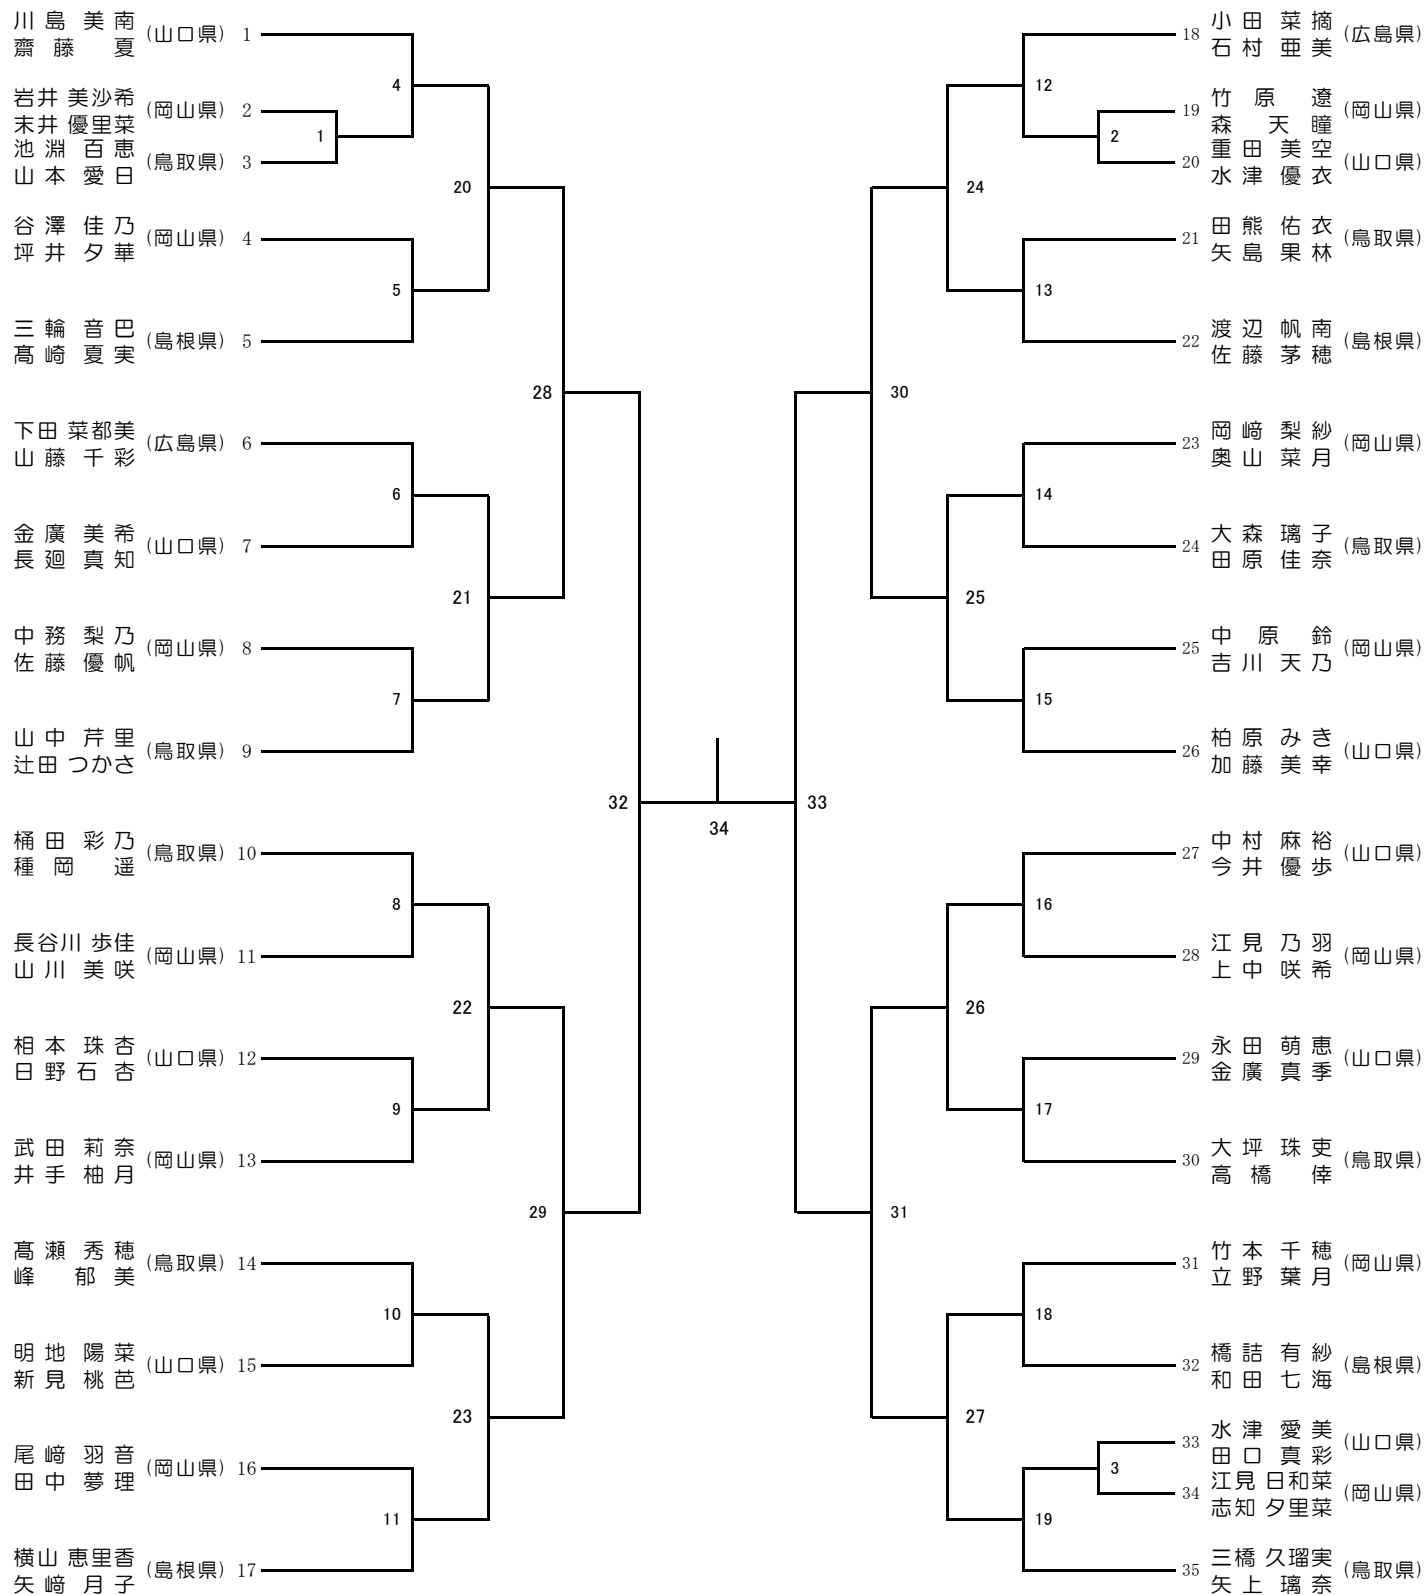 川島 美南
齋藤 夏
(山口県) 1
岩井 美沙希
末井 優里菜
(岡山県) 2
1
池淵 百恵
山本 愛日
(鳥取県) 3
4
谷澤 佳乃
坪井 夕華
(岡山県) 4
5
三輪 音巴
髙崎 夏実
(島根県) 5
20
下田 菜都美
山藤 千彩
(広島県) 6
6
金廣 美希
長廻 真知
(山口県) 7
21
中務 梨乃
佐藤 優帆
(岡山県) 8
7
山中 芹里
辻田 つかさ
(鳥取県) 9
28
桶田 彩乃
種岡 遥
(鳥取県) 10
8
長谷川 歩佳
山川 美咲
(岡山県) 11
22
相本 珠杏
日野石 杏
(山口県) 12
9
武田 莉奈
井手 柚月
(岡山県) 13
29
髙瀬 秀穂
峰 郁美
(鳥取県) 14
10
明地 陽菜
新見 桃芭
(山口県) 15
23
尾﨑 羽音
田中 夢理
(岡山県) 16
11
横山 恵里香
矢﨑 月子
(島根県) 17
32
34
33
18 小田 菜摘
石村 亜美
(広島県)
12
19 竹原 遼
森 天瞳
(岡山県)
2
20 重田 美空
水津 優衣
(山口県)
24
21 田熊 佑衣
矢島 果林
(鳥取県)
13
22 渡辺 帆南
佐藤 茅穂
(島根県)
30
23 岡﨑 梨紗
奥山 菜月
(岡山県)
14
24 大森 璃子
田原 佳奈
(鳥取県)
25
25 中原 鈴
吉川 天乃
(岡山県)
15
26 柏原 みき
加藤 美幸
(山口県)
27 中村 麻裕
今井 優歩
(山口県)
16
28 江見 乃羽
上中 咲希
(岡山県)
26
29 永田 萌恵
金廣 真季
(山口県)
17
30 大坪 珠吏
高橋 倖
(鳥取県)
31
31 竹本 千穂
立野 葉月
(岡山県)
18
32 橋詰 有紗
和田 七海
(島根県)
27
33 水津 愛美
田口 真彩
(山口県)
3
34 江見 日和菜
志知 夕里菜
(岡山県)
19
35 三橋 久瑠実
矢上 璃奈
(鳥取県)